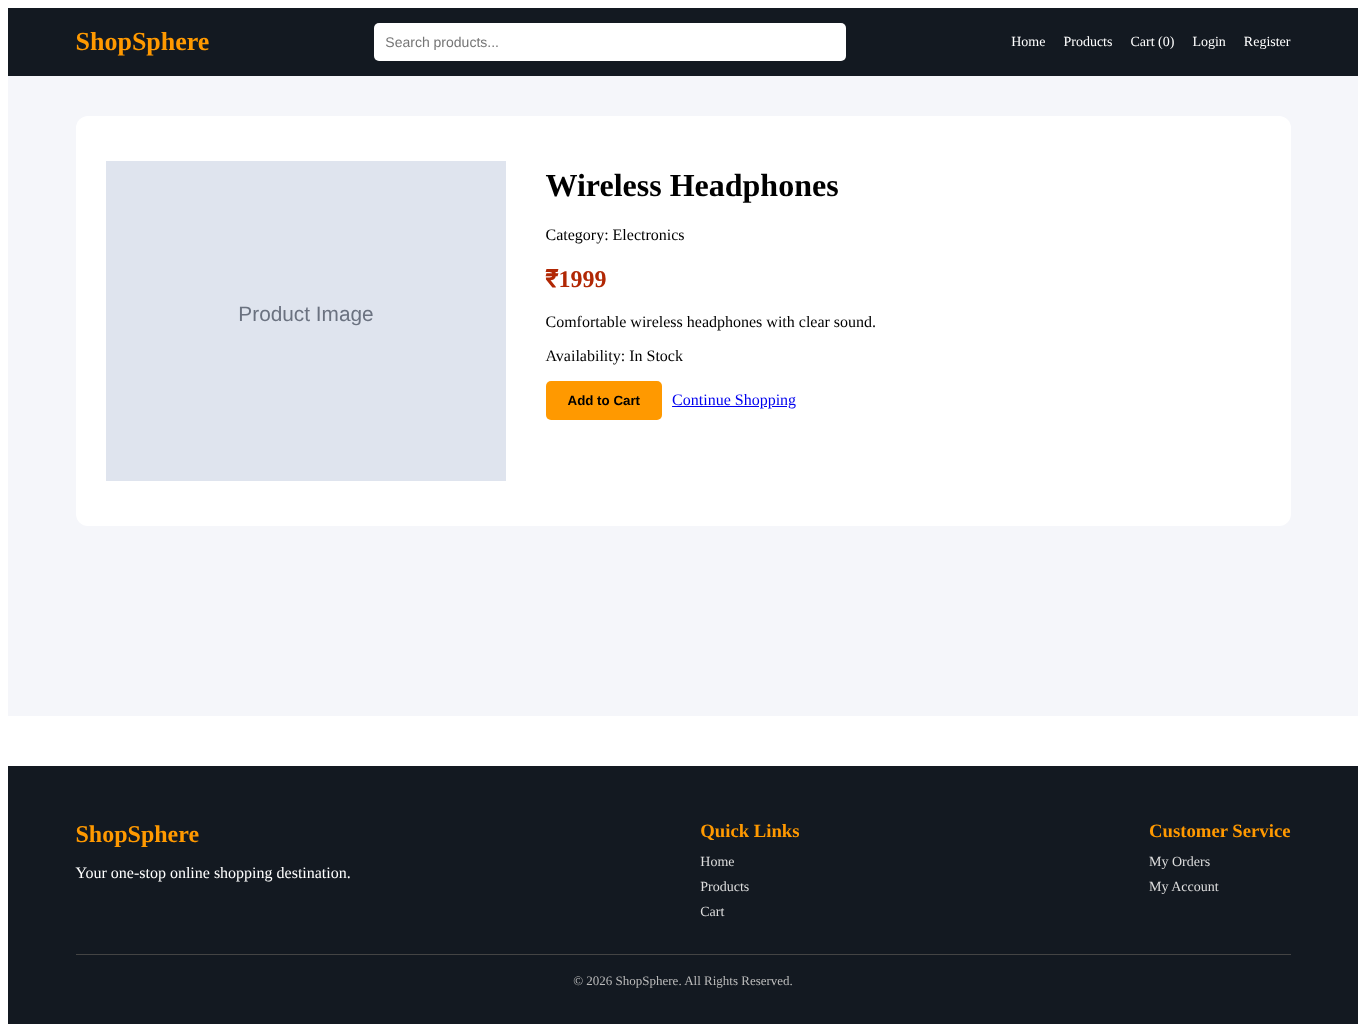 ShopSphere
Search products...
Home Products Cart (0) Login Register
Product Image
Wireless Headphones
Category: Electronics
₹1999
Comfortable wireless headphones with clear sound.
Availability: In Stock
Add to Cart Continue Shopping
ShopSphere
Your one-stop online shopping destination.
Quick Links
Home
Products
Cart
Customer Service
My Orders
My Account
© 2026 ShopSphere. All Rights Reserved.